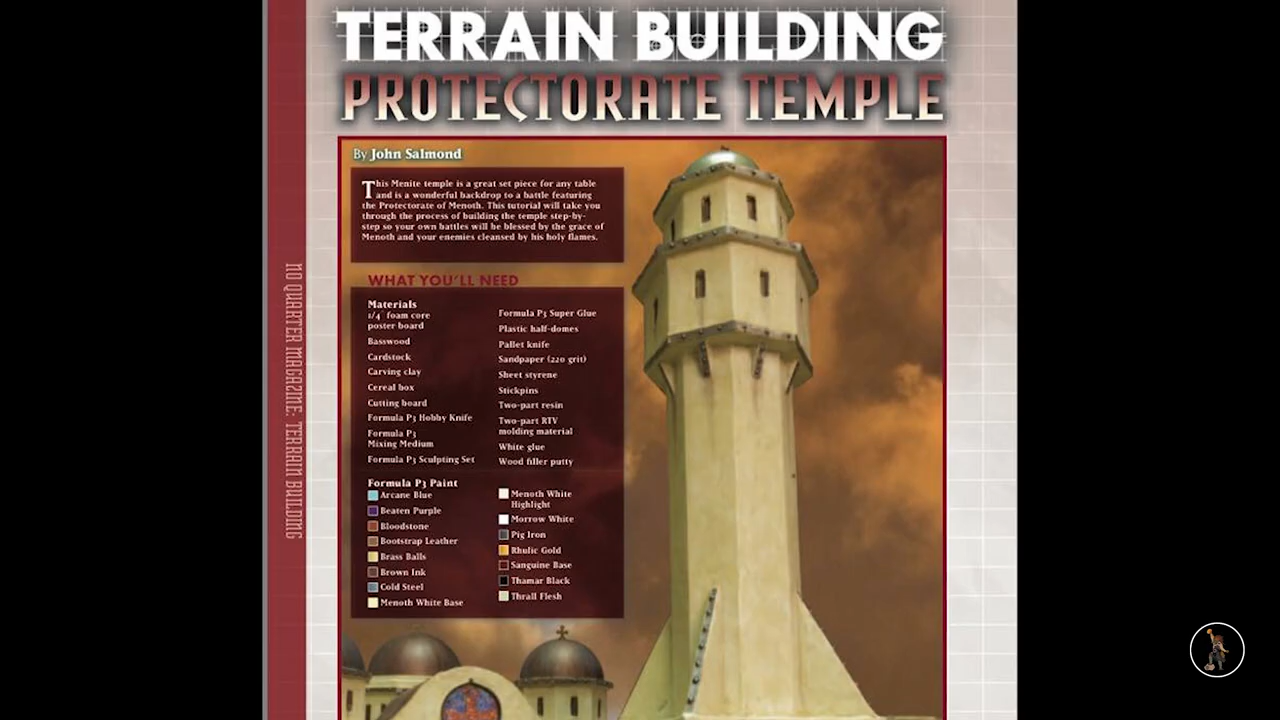 TERRAIN BUILDING
PROTECTORATE TEMPLE
By John Salmond
This Menite temple is a great set piece for any table
and is a wonderful backdrop to a battle featuring
the Protectorate of Menoth. This tutorial will take you
through the process of building the temple step-by-
step so your own battles will be blessed by the grace of
Menoth and your enemies cleansed by his holy flames.
WHAT YOU'LL NEED
Materials
1/4" foam core
poster board
Basswood
Cardstock
Carving clay
Cereal box
Cutting board
Formula P3 Hobby Knife
Formula P3
Mixing Medium
Formula P3 Sculpting Set
Formula P3 Super Glue
Plastic half-domes
Pallet knife
Sandpaper (220 grit)
Sheet styrene
Stickpins
Two-part resin
Two-part RTV
molding material
White glue
Wood filler putty
Formula P3 Paint
Arcane Blue
Beaten Purple
Bloodstone
Bootstrap Leather
Brass Balls
Brown Ink
Cold Steel
Menoth White Base
Menoth White
Highlight
Morrow White
Pig Iron
Rhulic Gold
Sanguine Base
Thamar Black
Thrall Flesh
NO QUARTER MAGAZINE: TERRAIN BUILDING